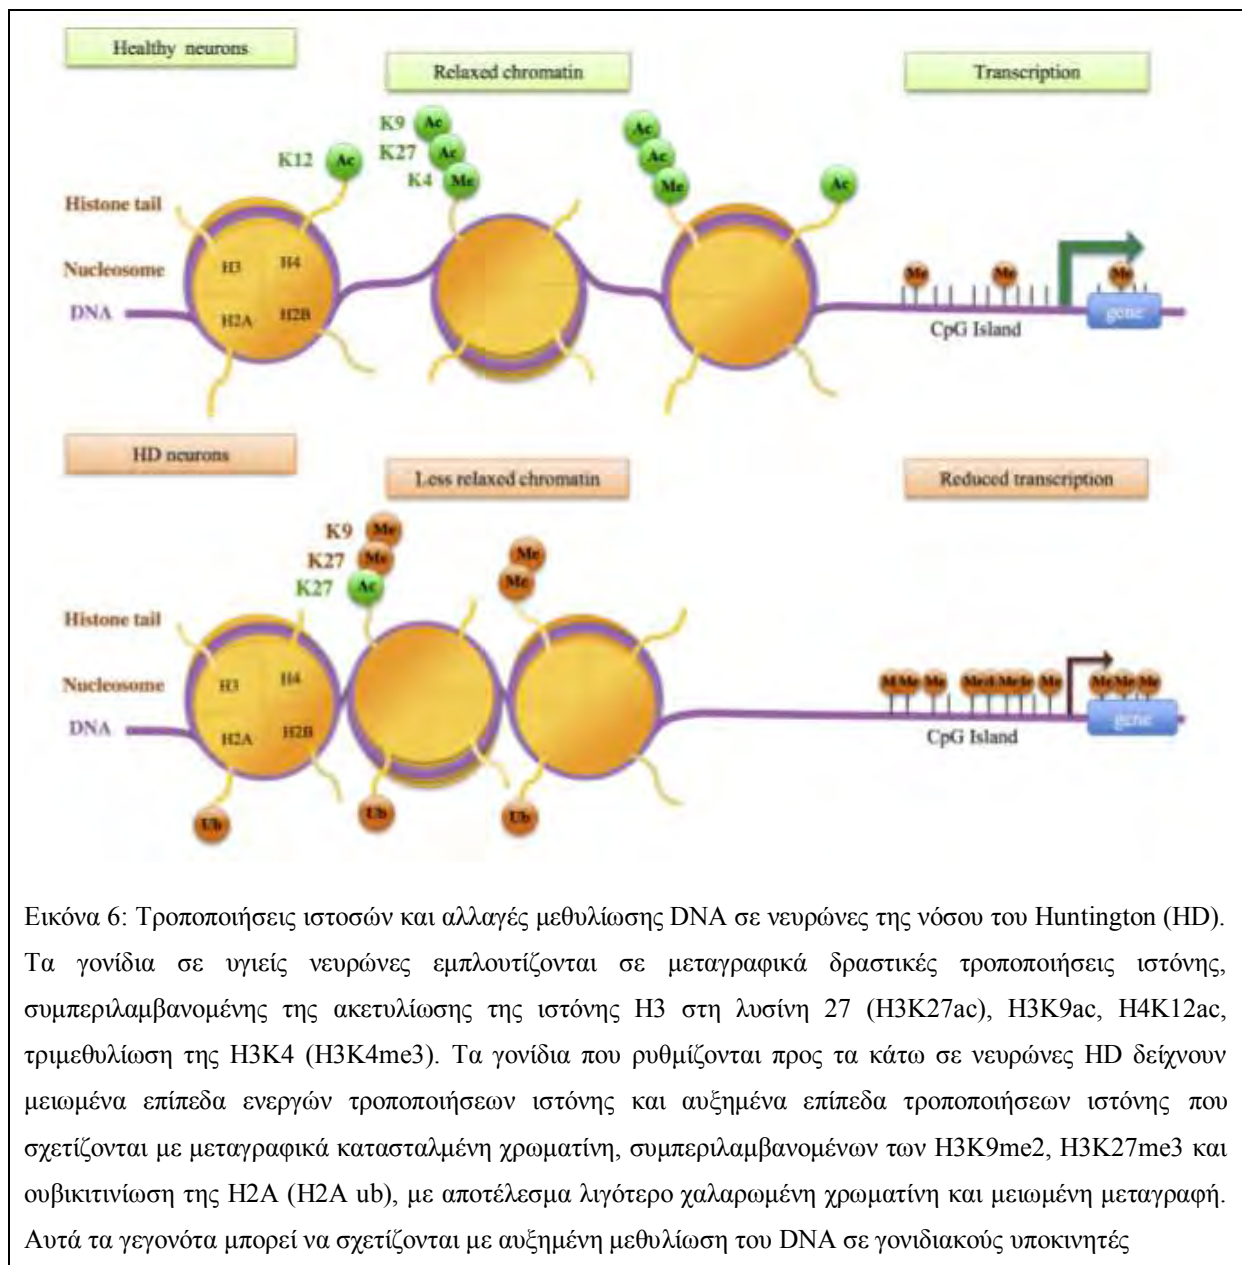 Healthy neurons
Relaxed chromatin
Transcription
K9 Ac
K27 Ac
K12 Ac
K4 Me
Ac
Ac
Me
Ac
Histone tail
Nucleosome
DNA
H3 H4
H2A H2B
Me Me Me
gene
CpG Island
HD neurons
Less relaxed chromatin
Reduced transcription
K9 Me
K27 Me
K27 Ac
Me
Me
Histone tail
Nucleosome
DNA
H3 H4
H2A H2B
Me Me Me Me Me Me Me
gene
CpG Island
Ub Ub Ub
Εικόνα 6: Τροποποιήσεις ιστοσών και αλλαγές μεθυλίωσης DNA σε νευρώνες της νόσου του Huntington (HD).
Τα γονίδια σε υγιείς νευρώνες εμπλουτίζονται σε μεταγραφικά δραστικές τροποποιήσεις ιστόνης,
συμπεριλαμβανομένης της ακετυλίωσης της ιστόνης H3 στη λυσίνη 27 (H3K27ac), H3K9ac, H4K12ac,
τριμεθυλίωση της H3K4 (H3K4me3). Τα γονίδια που ρυθμίζονται προς τα κάτω σε νευρώνες HD δείχνουν
μειωμένα επίπεδα ενεργών τροποποιήσεων ιστόνης και αυξημένα επίπεδα τροποποιήσεων ιστόνης που
σχετίζονται με μεταγραφικά κατασταλμένη χρωματίνη, συμπεριλαμβανομένων των H3K9me2, H3K27me3 και
ουβικιτινίωση της H2A (H2A ub), με αποτέλεσμα λιγότερο χαλαρωμένη χρωματίνη και μειωμένη μεταγραφή.
Αυτά τα γεγονότα μπορεί να σχετίζονται με αυξημένη μεθυλίωση του DNA σε γονιδιακούς υποκινητές